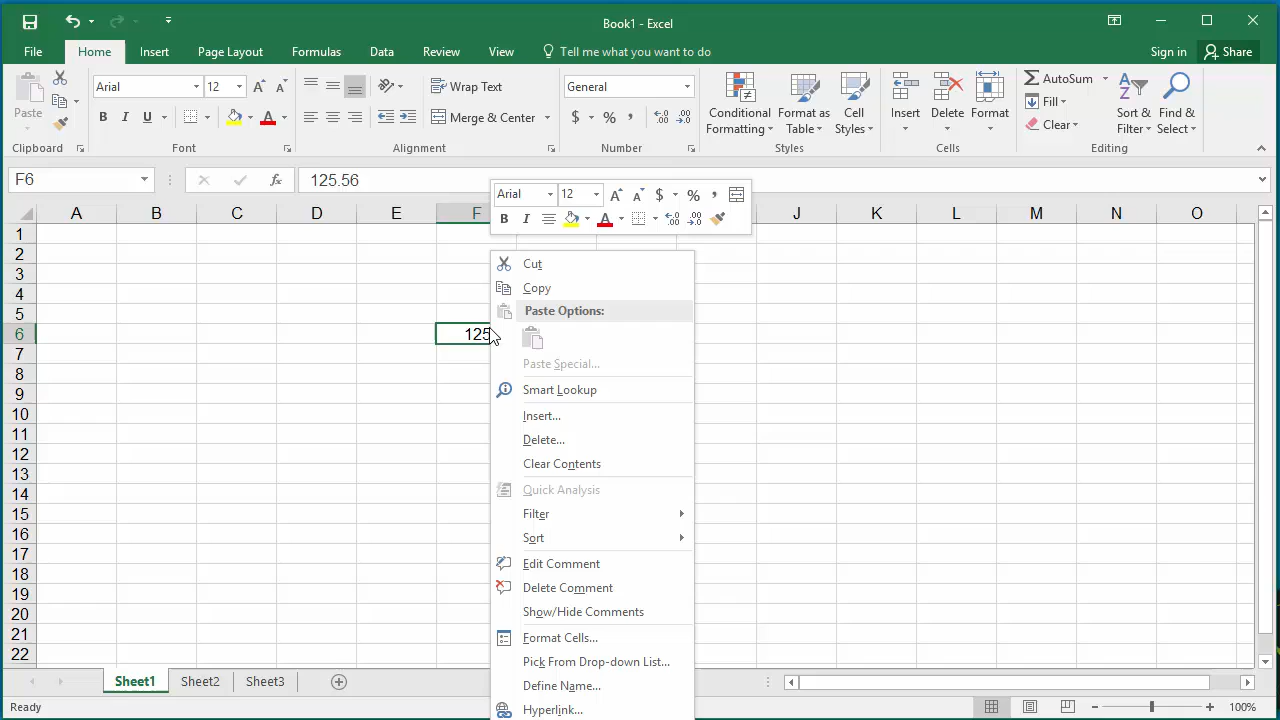 Book1 - Excel
File Home Insert Page Layout Formulas Data Review View Tell me what you want to do Sign in Share
Paste
Clipboard
Arial 12
B I U A
Font
Wrap Text
Merge & Center
Alignment
General
$ % ,
Number
Conditional Formatting
Format as Table
Cell Styles
Styles
Insert Delete Format
Cells
AutoSum
Fill
Clear
Sort & Filter
Find & Select
Editing
F6 fx 125.56
Arial 12 A A $ % ,
B I A
A B C D E F J K L M N O
1
2
3
4
5
6 125
7
8
9
10
11
12
13
14
15
16
17
18
19
20
21
22
Cut
Copy
Paste Options:
Paste Special...
Smart Lookup
Insert...
Delete...
Clear Contents
Quick Analysis
Filter
Sort
Edit Comment
Delete Comment
Show/Hide Comments
Format Cells...
Pick From Drop-down List...
Define Name...
Hyperlink...
Sheet1 Sheet2 Sheet3
Ready 100%